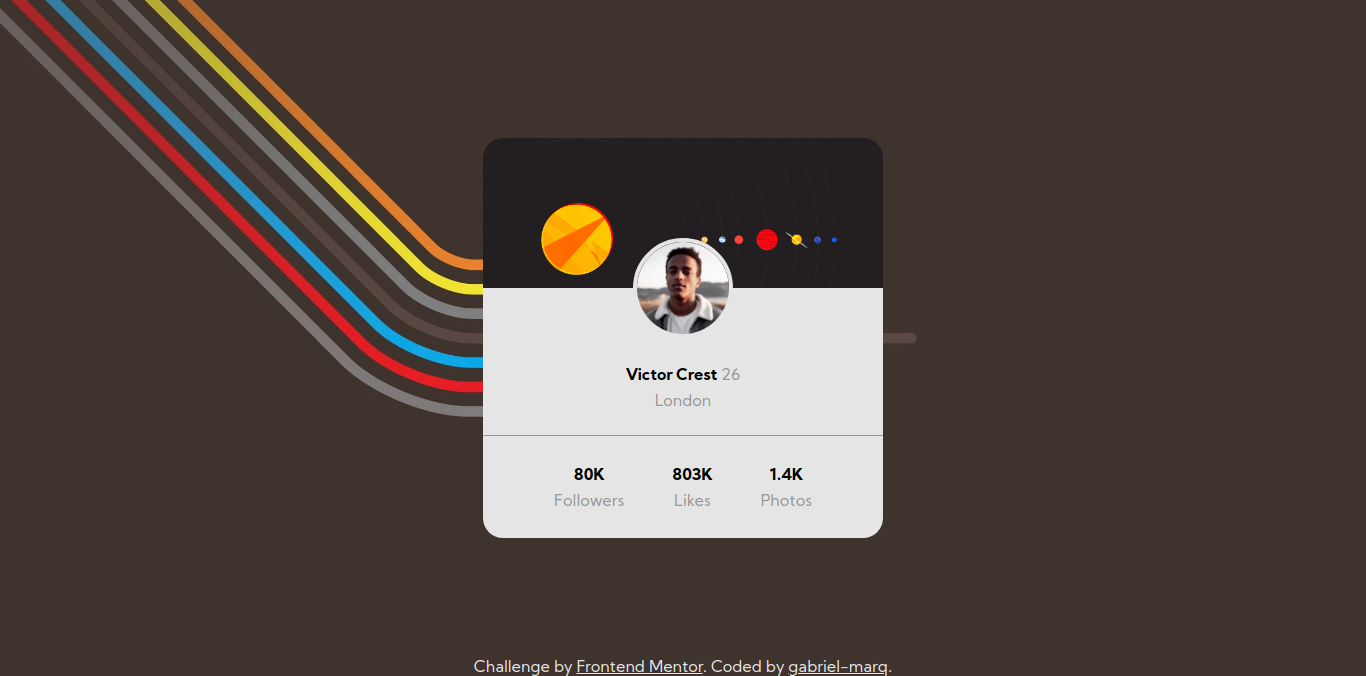 Victor Crest 26
London
80K 803K 1.4K
Followers Likes Photos
Challenge by Frontend Mentor. Coded by gabriel-marq.